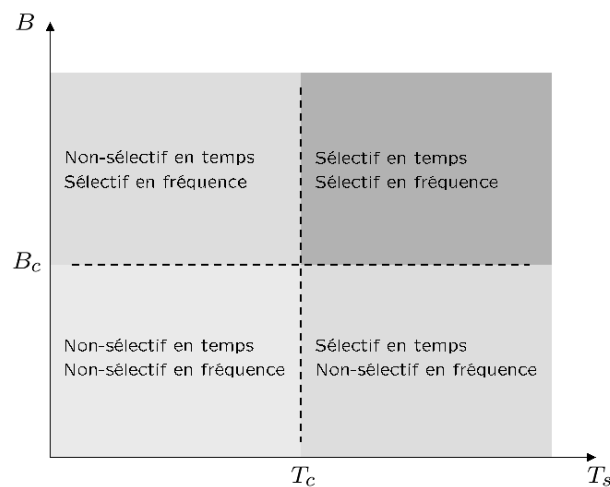 B
Non-sélectif en temps
Sélectif en fréquence
Sélectif en temps
Sélectif en fréquence
B_c
Non-sélectif en temps
Non-sélectif en fréquence
Sélectif en temps
Non-sélectif en fréquence
T_c
T_s